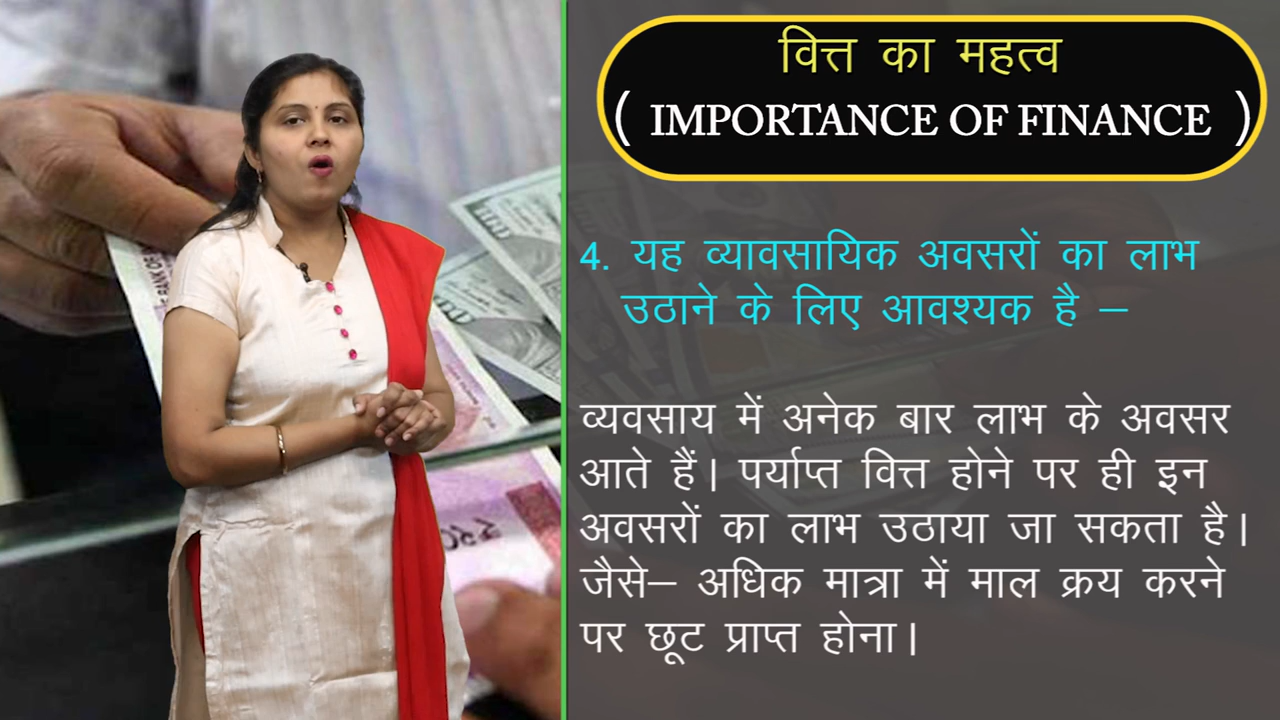 वित्त का महत्व
( IMPORTANCE OF FINANCE )
4. यह व्यावसायिक अवसरों का लाभ
उठाने के लिए आवश्यक है –
व्यवसाय में अनेक बार लाभ के अवसर
आते हैं। पर्याप्त वित्त होने पर ही इन
अवसरों का लाभ उठाया जा सकता है।
जैसे– अधिक मात्रा में माल क्रय करने
पर छूट प्राप्त होना।